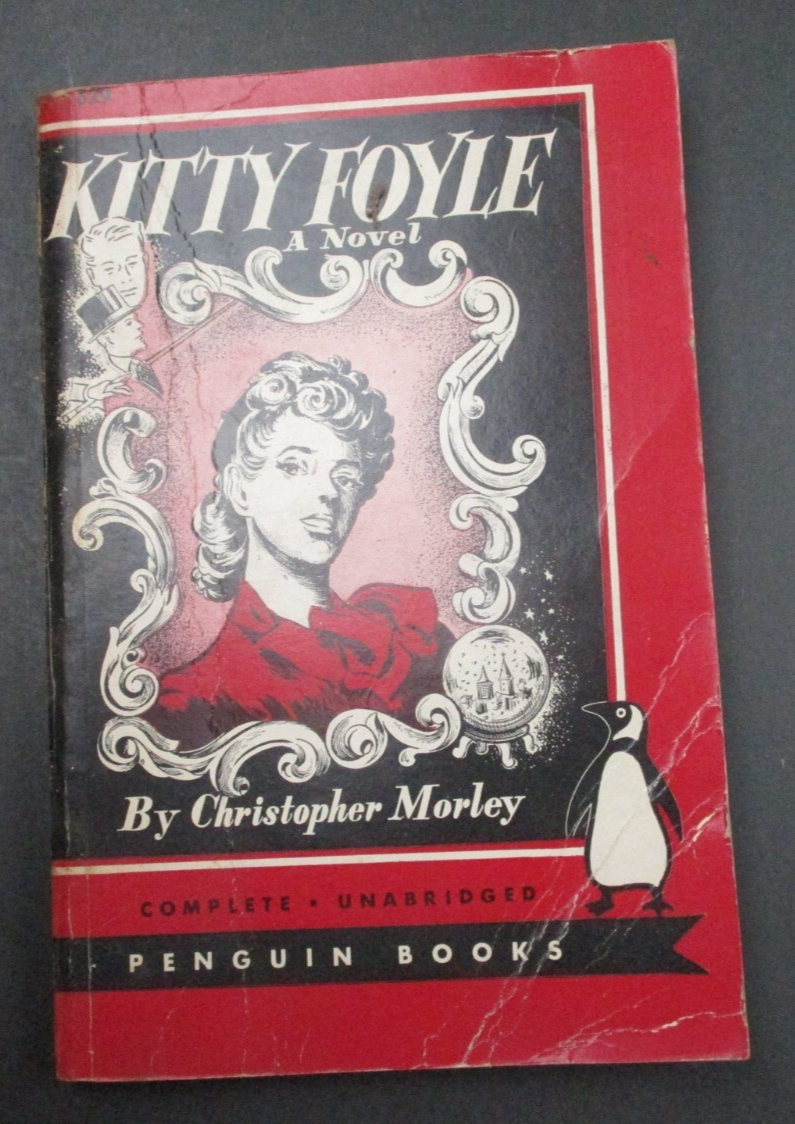 KITTY FOYLE
A Novel
By Christopher Morley
COMPLETE • UNABRIDGED
PENGUIN BOOKS